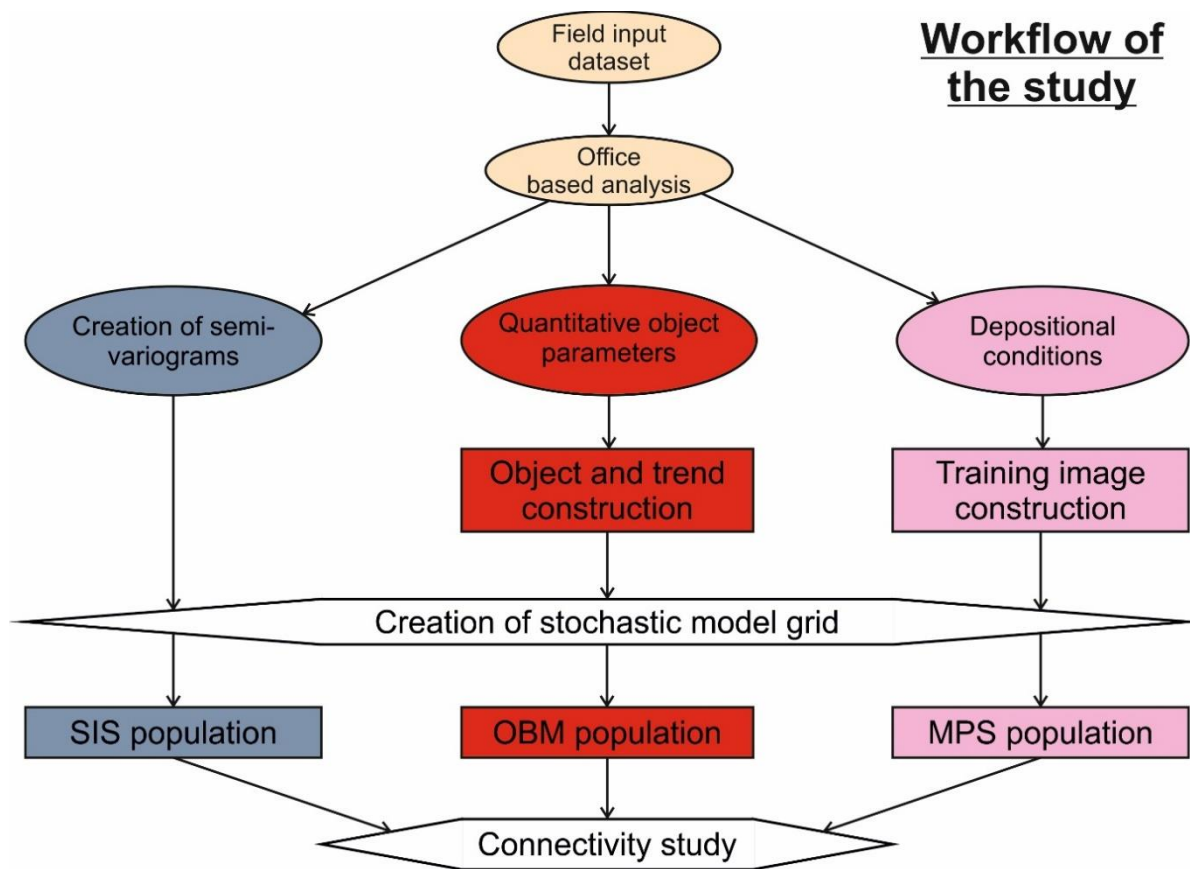 Workflow of
the study
Field input
dataset
Office
based analysis
Creation of semi-
variograms
Quantitative object
parameters
Depositional
conditions
Object and trend
construction
Training image
construction
Creation of stochastic model grid
SIS population
OBM population
MPS population
Connectivity study